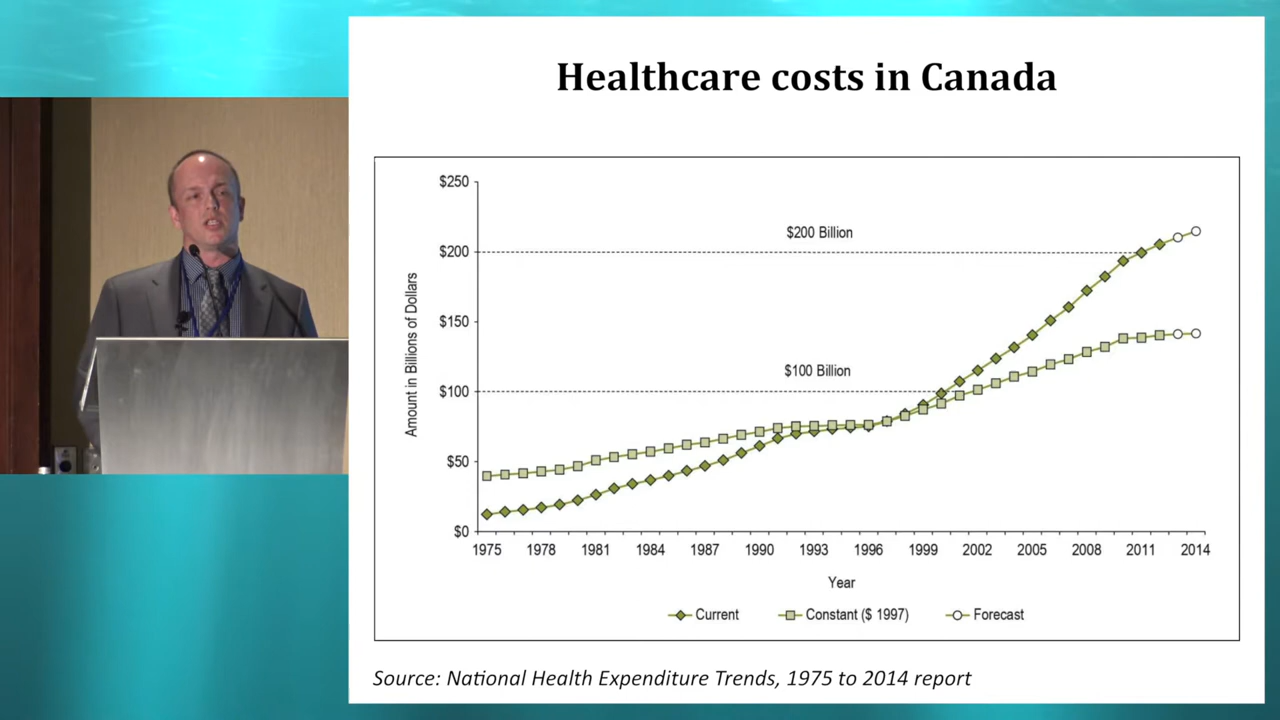 Healthcare costs in Canada
$250
$200
$150
$100
$50
$0
Amount in Billions of Dollars
$200 Billion
$100 Billion
1975 1978 1981 1984 1987 1990 1993 1996 1999 2002 2005 2008 2011 2014
Year
Current Constant ($ 1997) Forecast
Source: National Health Expenditure Trends, 1975 to 2014 report